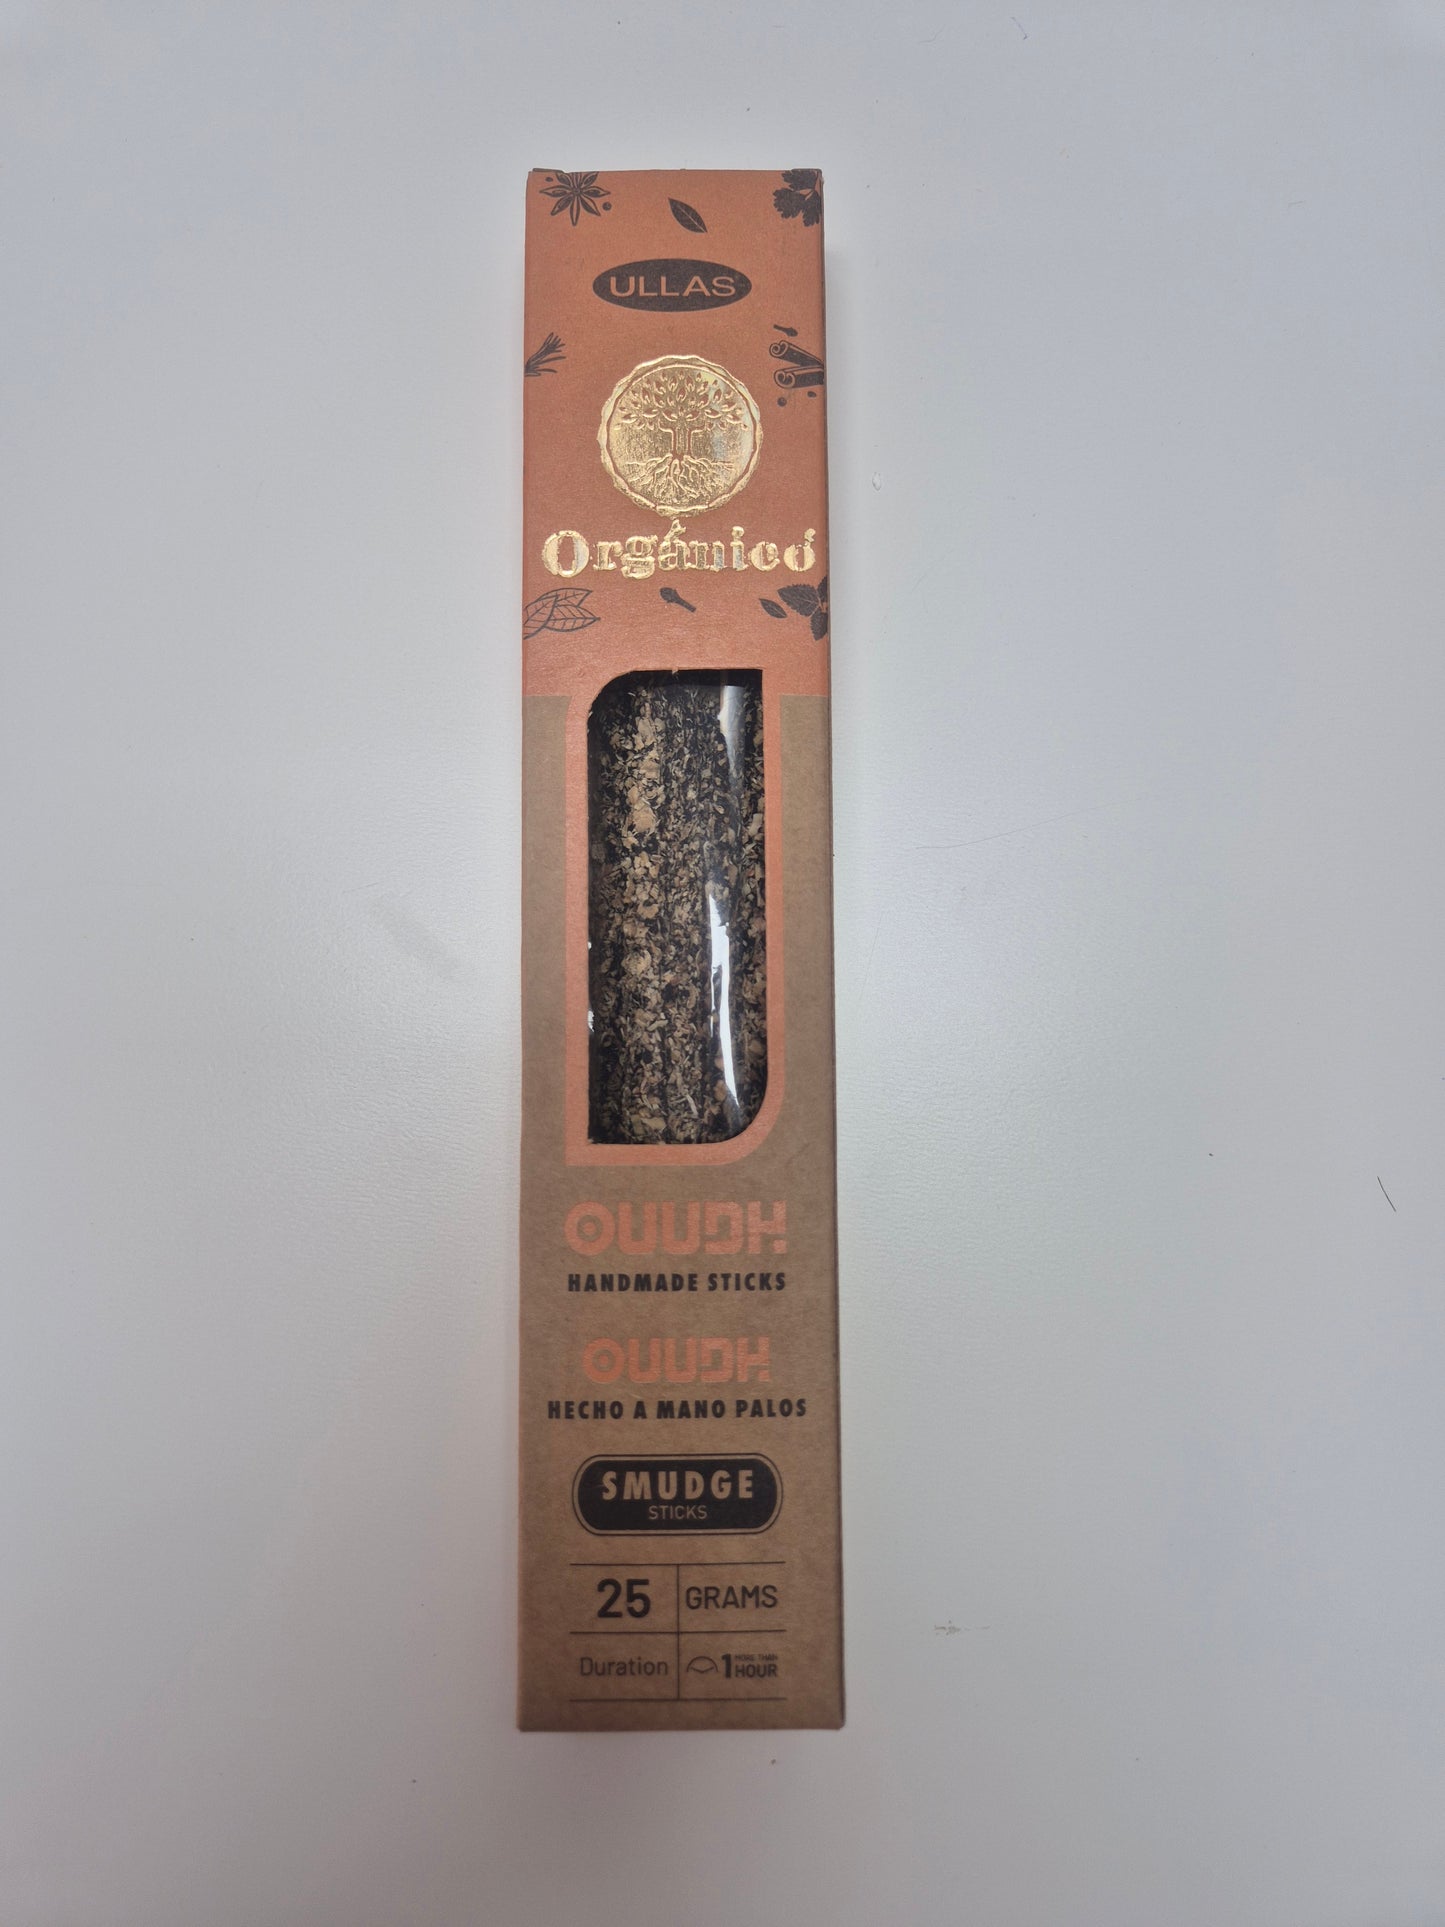 ULLAS
Orgánico
OUUDH
HANDMADE STICKS
OUUDH
HECHO A MANO PALOS
SMUDGE
STICKS
25 GRAMS
Duration 1 MORE THAN HOUR